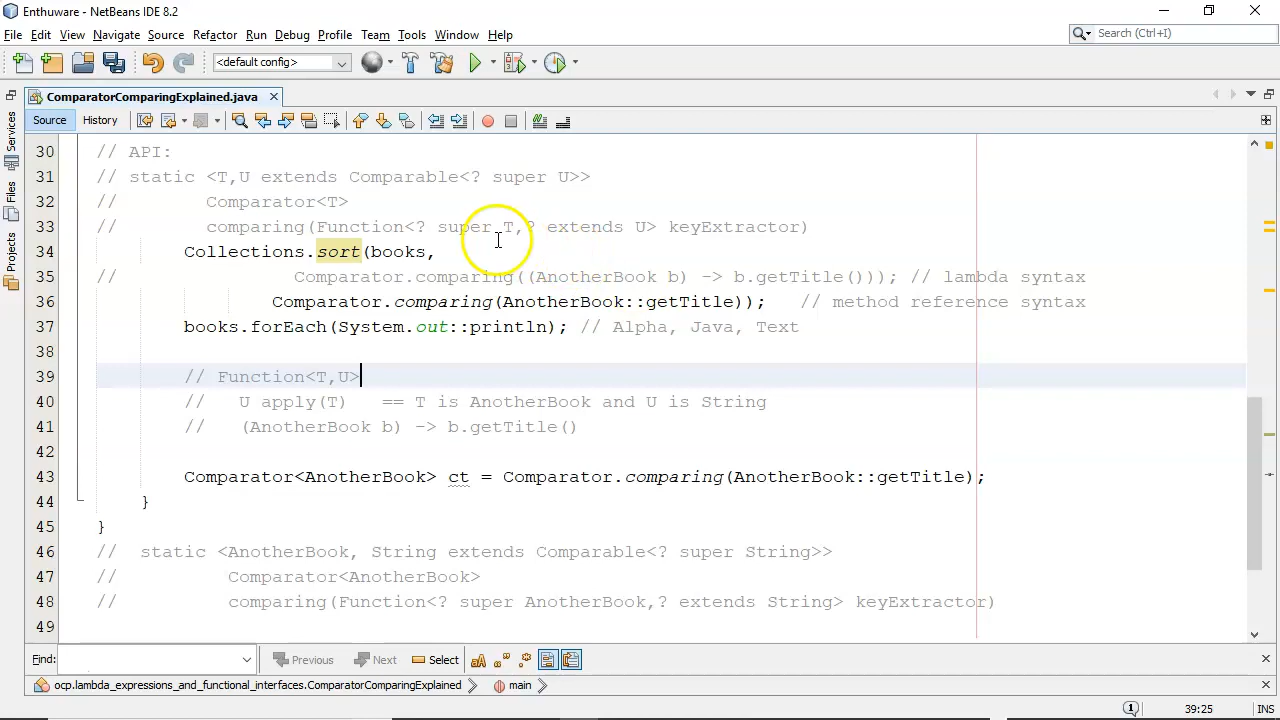 Enthuware - NetBeans IDE 8.2
File Edit View Navigate Source Refactor Run Debug Profile Team Tools Window Help
Search (Ctrl+I)
<default config>
ComparatorComparingExplained.java
Source History
Services
Files
Projects
30 // API:
31 // static <T,U extends Comparable<? super U>>
32 // Comparator<T>
33 // comparing(Function<? super T,? extends U> keyExtractor)
34 Collections.sort(books,
35 // Comparator.comparing((AnotherBook b) -> b.getTitle())); // lambda syntax
36 Comparator.comparing(AnotherBook::getTitle)); // method reference syntax
37 books.forEach(System.out::println); // Alpha, Java, Text
38
39 // Function<T,U>
40 // U apply(T) == T is AnotherBook and U is String
41 // (AnotherBook b) -> b.getTitle()
42
43 Comparator<AnotherBook> ct = Comparator.comparing(AnotherBook::getTitle);
44 }
45 }
46 // static <AnotherBook, String extends Comparable<? super String>>
47 // Comparator<AnotherBook>
48 // comparing(Function<? super AnotherBook,? extends String> keyExtractor)
49
Find: Previous Next Select
ocp.lambda_expressions_and_functional_interfaces.ComparatorComparingExplained main
1 39:25 INS